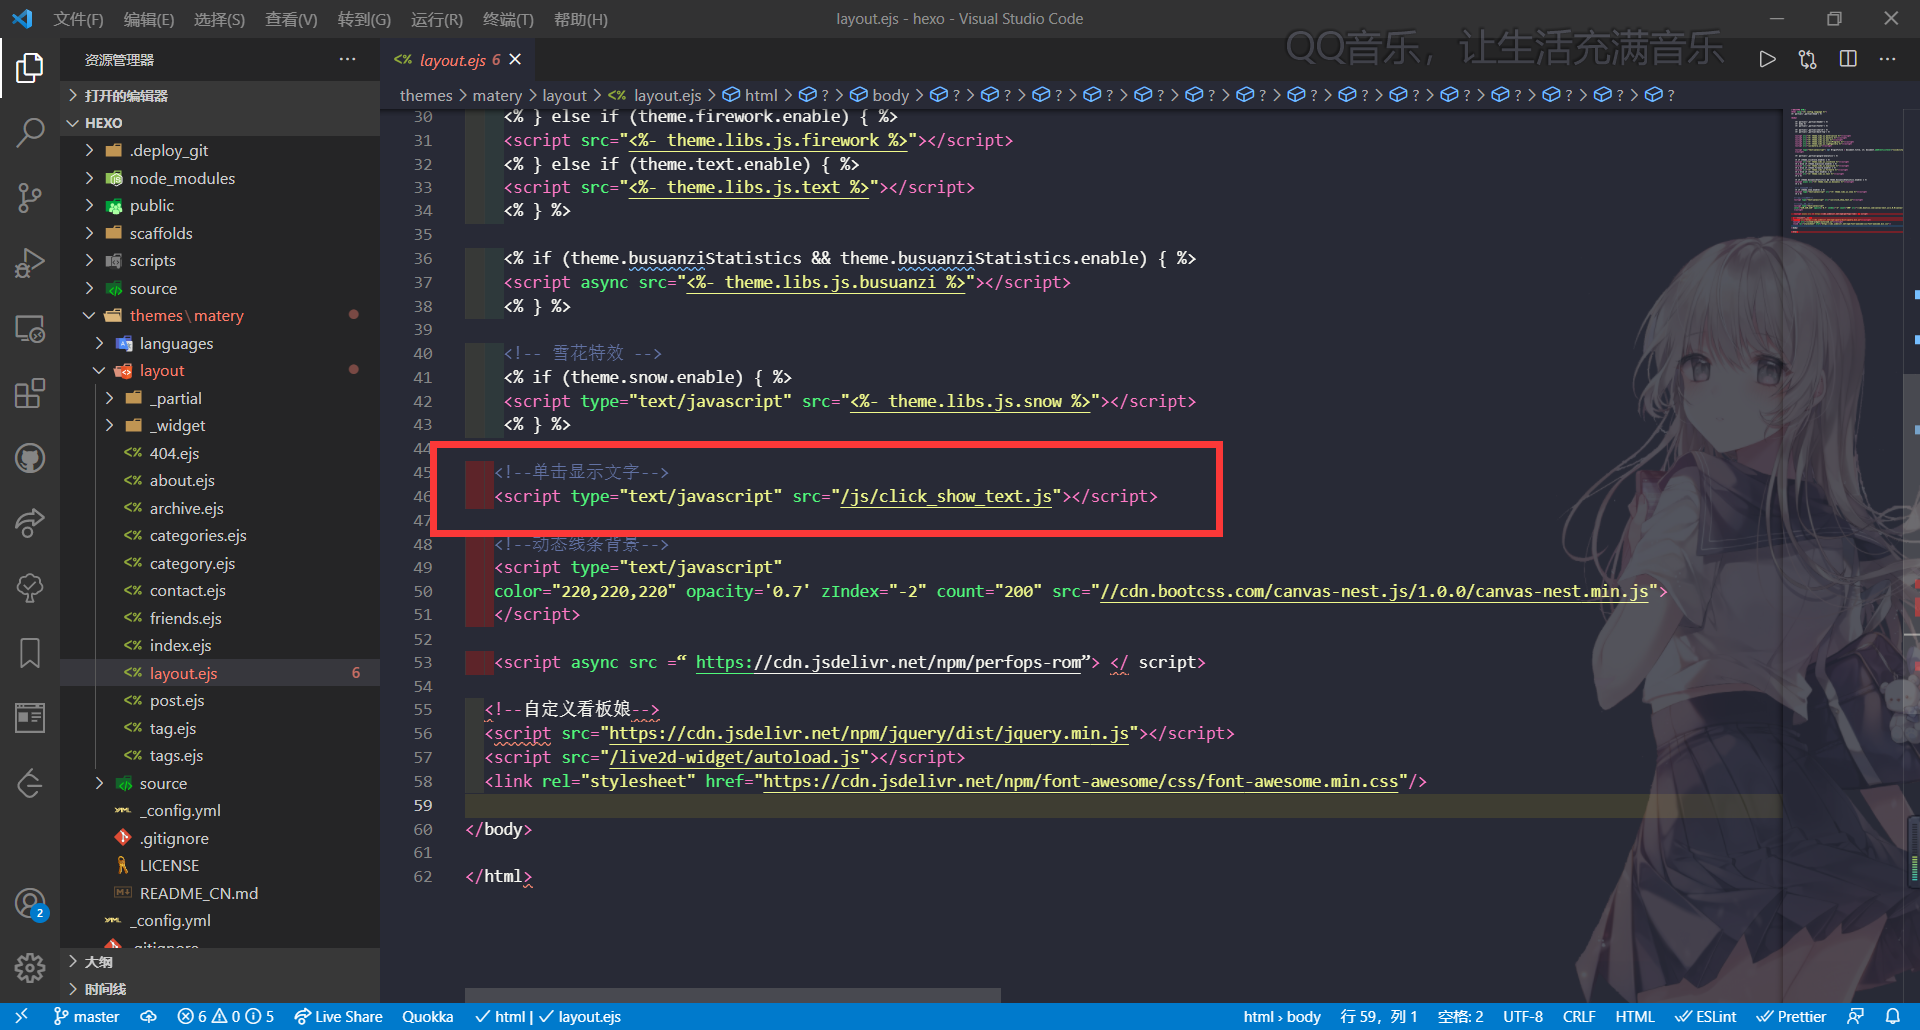 文件(F) 编辑(E) 选择(S) 查看(V) 转到(G) 运行(R) 终端(T) 帮助(H)
layout.ejs - hexo - Visual Studio Code
QQ音乐，让生活充满音乐
资源管理器
打开的编辑器
HEXO
.deploy_git
node_modules
public
scaffolds
scripts
source
themes\matery
languages
layout
_partial
_widget
404.ejs
about.ejs
archive.ejs
categories.ejs
category.ejs
contact.ejs
friends.ejs
index.ejs
layout.ejs 6
post.ejs
tag.ejs
tags.ejs
source
_config.yml
.gitignore
LICENSE
README_CN.md
_config.yml
.gitignore
大纲
时间线
2
<% layout.ejs 6
themes > matery > layout > <% layout.ejs > html > ? > body > ? > ? > ? > ? > ? > ? > ? > ? > ? > ? > ? > ? > ? > ? > ?
30 <% } else if (theme.firework.enable) { %>
31 <script src="<%- theme.libs.js.firework %>"></script>
32 <% } else if (theme.text.enable) { %>
33 <script src="<%- theme.libs.js.text %>"></script>
34 <% } %>
35
36 <% if (theme.busuanziStatistics && theme.busuanziStatistics.enable) { %>
37 <script async src="<%- theme.libs.js.busuanzi %>"></script>
38 <% } %>
39
40 <!-- 雪花特效 -->
41 <% if (theme.snow.enable) { %>
42 <script type="text/javascript" src="<%- theme.libs.js.snow %>"></script>
43 <% } %>
44
45 <!--单击显示文字-->
46 <script type="text/javascript" src="/js/click_show_text.js"></script>
47
48 <!--动态线条背景-->
49 <script type="text/javascript"
50 color="220,220,220" opacity='0.7' zIndex="-2" count="200" src="//cdn.bootcss.com/canvas-nest.js/1.0.0/canvas-nest.min.js">
51 </script>
52
53 <script async src =“ https://cdn.jsdelivr.net/npm/perfops-rom”> </ script>
54
55 <!--自定义看板娘-->
56 <script src="https://cdn.jsdelivr.net/npm/jquery/dist/jquery.min.js"></script>
57 <script src="/live2d-widget/autoload.js"></script>
58 <link rel="stylesheet" href="https://cdn.jsdelivr.net/npm/font-awesome/css/font-awesome.min.css"/>
59
60 </body>
61
62 </html>
master 6 0 5 Live Share Quokka html | layout.ejs
html › body 行 59，列 1 空格: 2 UTF-8 CRLF HTML ESLint Prettier